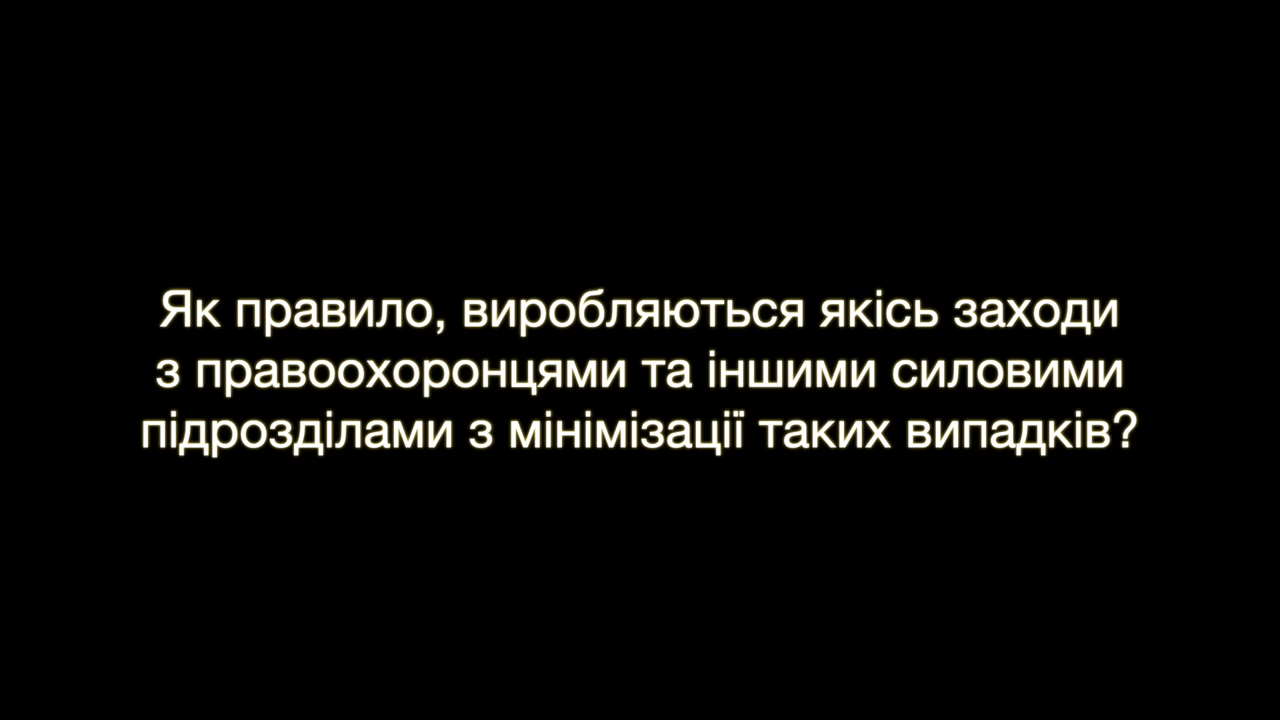 Як правило, виробляються якісь заходи
з правоохоронцями та іншими силовими
підрозділами з мінімізації таких випадків?